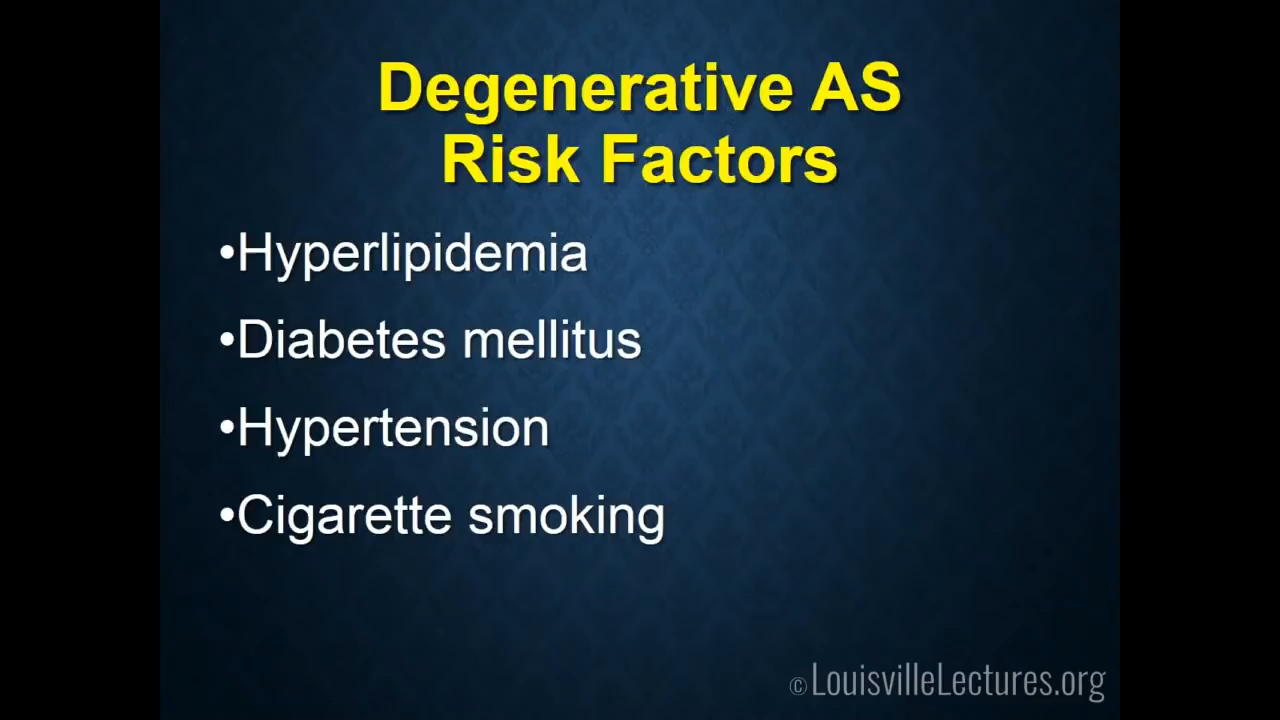 Degenerative AS
Risk Factors
•Hyperlipidemia
•Diabetes mellitus
•Hypertension
•Cigarette smoking
© LouisvilleLectures.org